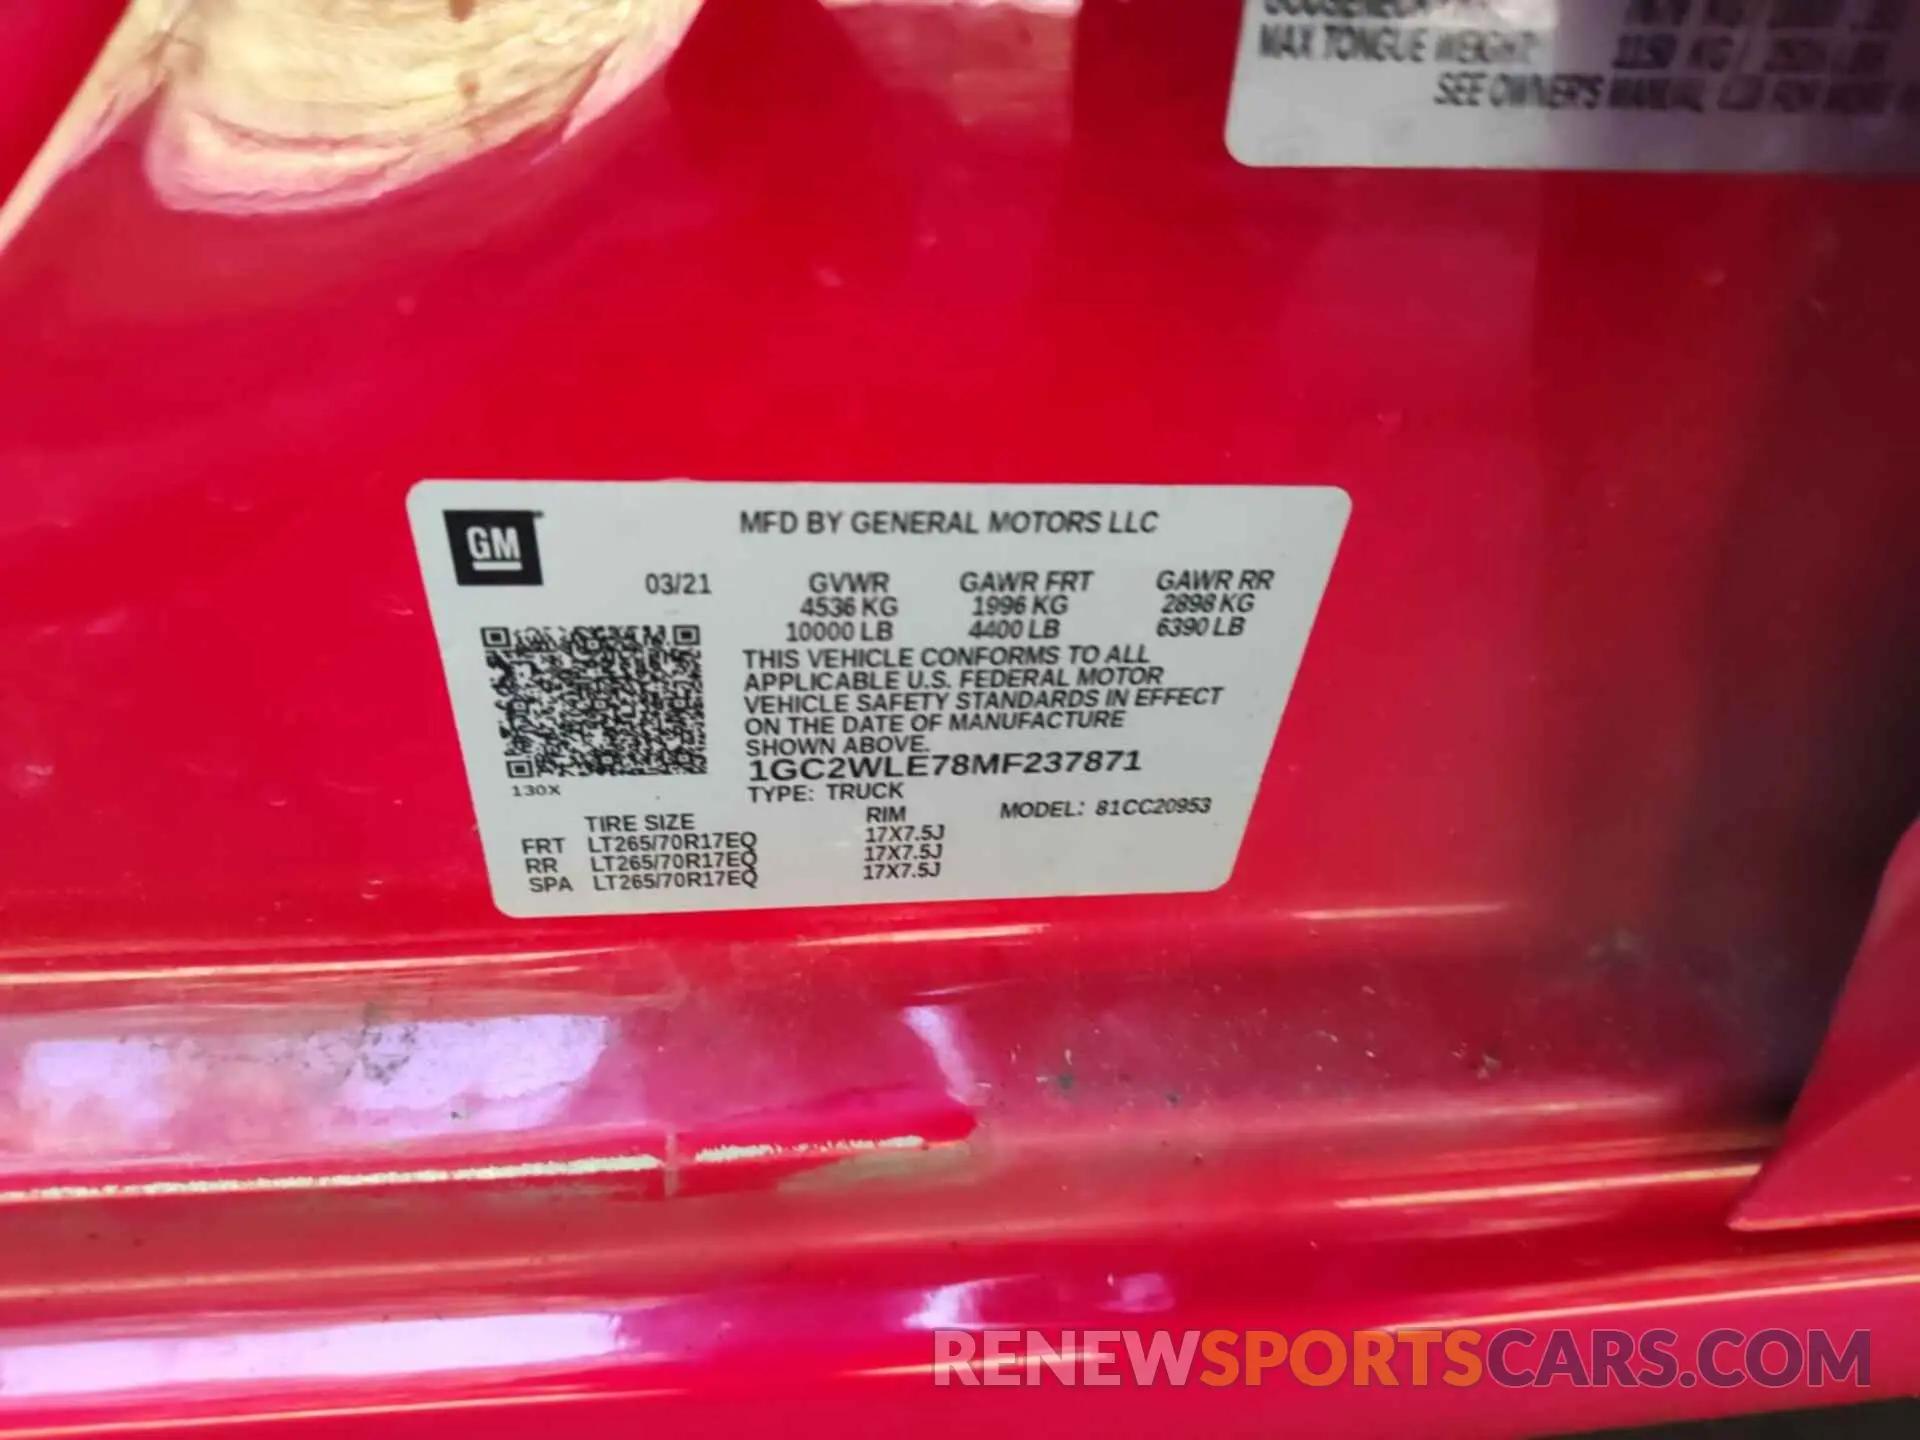 MAX TONGUE WEIGHT:
SEE OWNER'S MANUAL
GM
MFD BY GENERAL MOTORS LLC
03/21 GVWR GAWR FRT GAWR RR
4536 KG 1996 KG 2898 KG
10000 LB 4400 LB 6390 LB
THIS VEHICLE CONFORMS TO ALL
APPLICABLE U.S. FEDERAL MOTOR
VEHICLE SAFETY STANDARDS IN EFFECT
ON THE DATE OF MANUFACTURE
SHOWN ABOVE.
1GC2WLE78MF237871
130X
TYPE: TRUCK
MODEL: 81CC20953
TIRE SIZE RIM
FRT LT265/70R17EQ 17X7.5J
RR LT265/70R17EQ 17X7.5J
SPA LT265/70R17EQ 17X7.5J
RENEWSPORTSCARS.COM